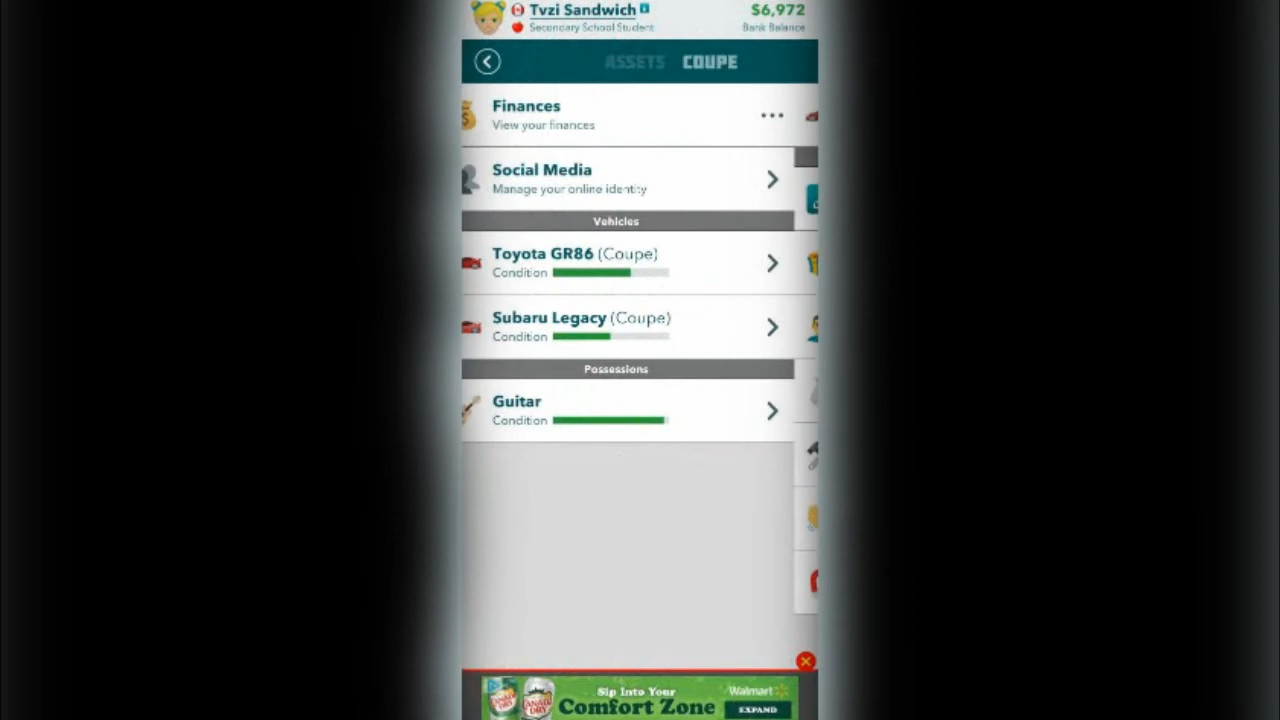 Tvzi Sandwich
$6,972
Secondary School Student
Bank Balance
ASSETS COUPE
Finances
View your finances
Social Media
Manage your online identity
Vehicles
Toyota GR86 (Coupe)
Condition
Subaru Legacy (Coupe)
Condition
Possessions
Guitar
Condition
CANADA DRY
Sip Into Your
Comfort Zone
Walmart
EXPAND